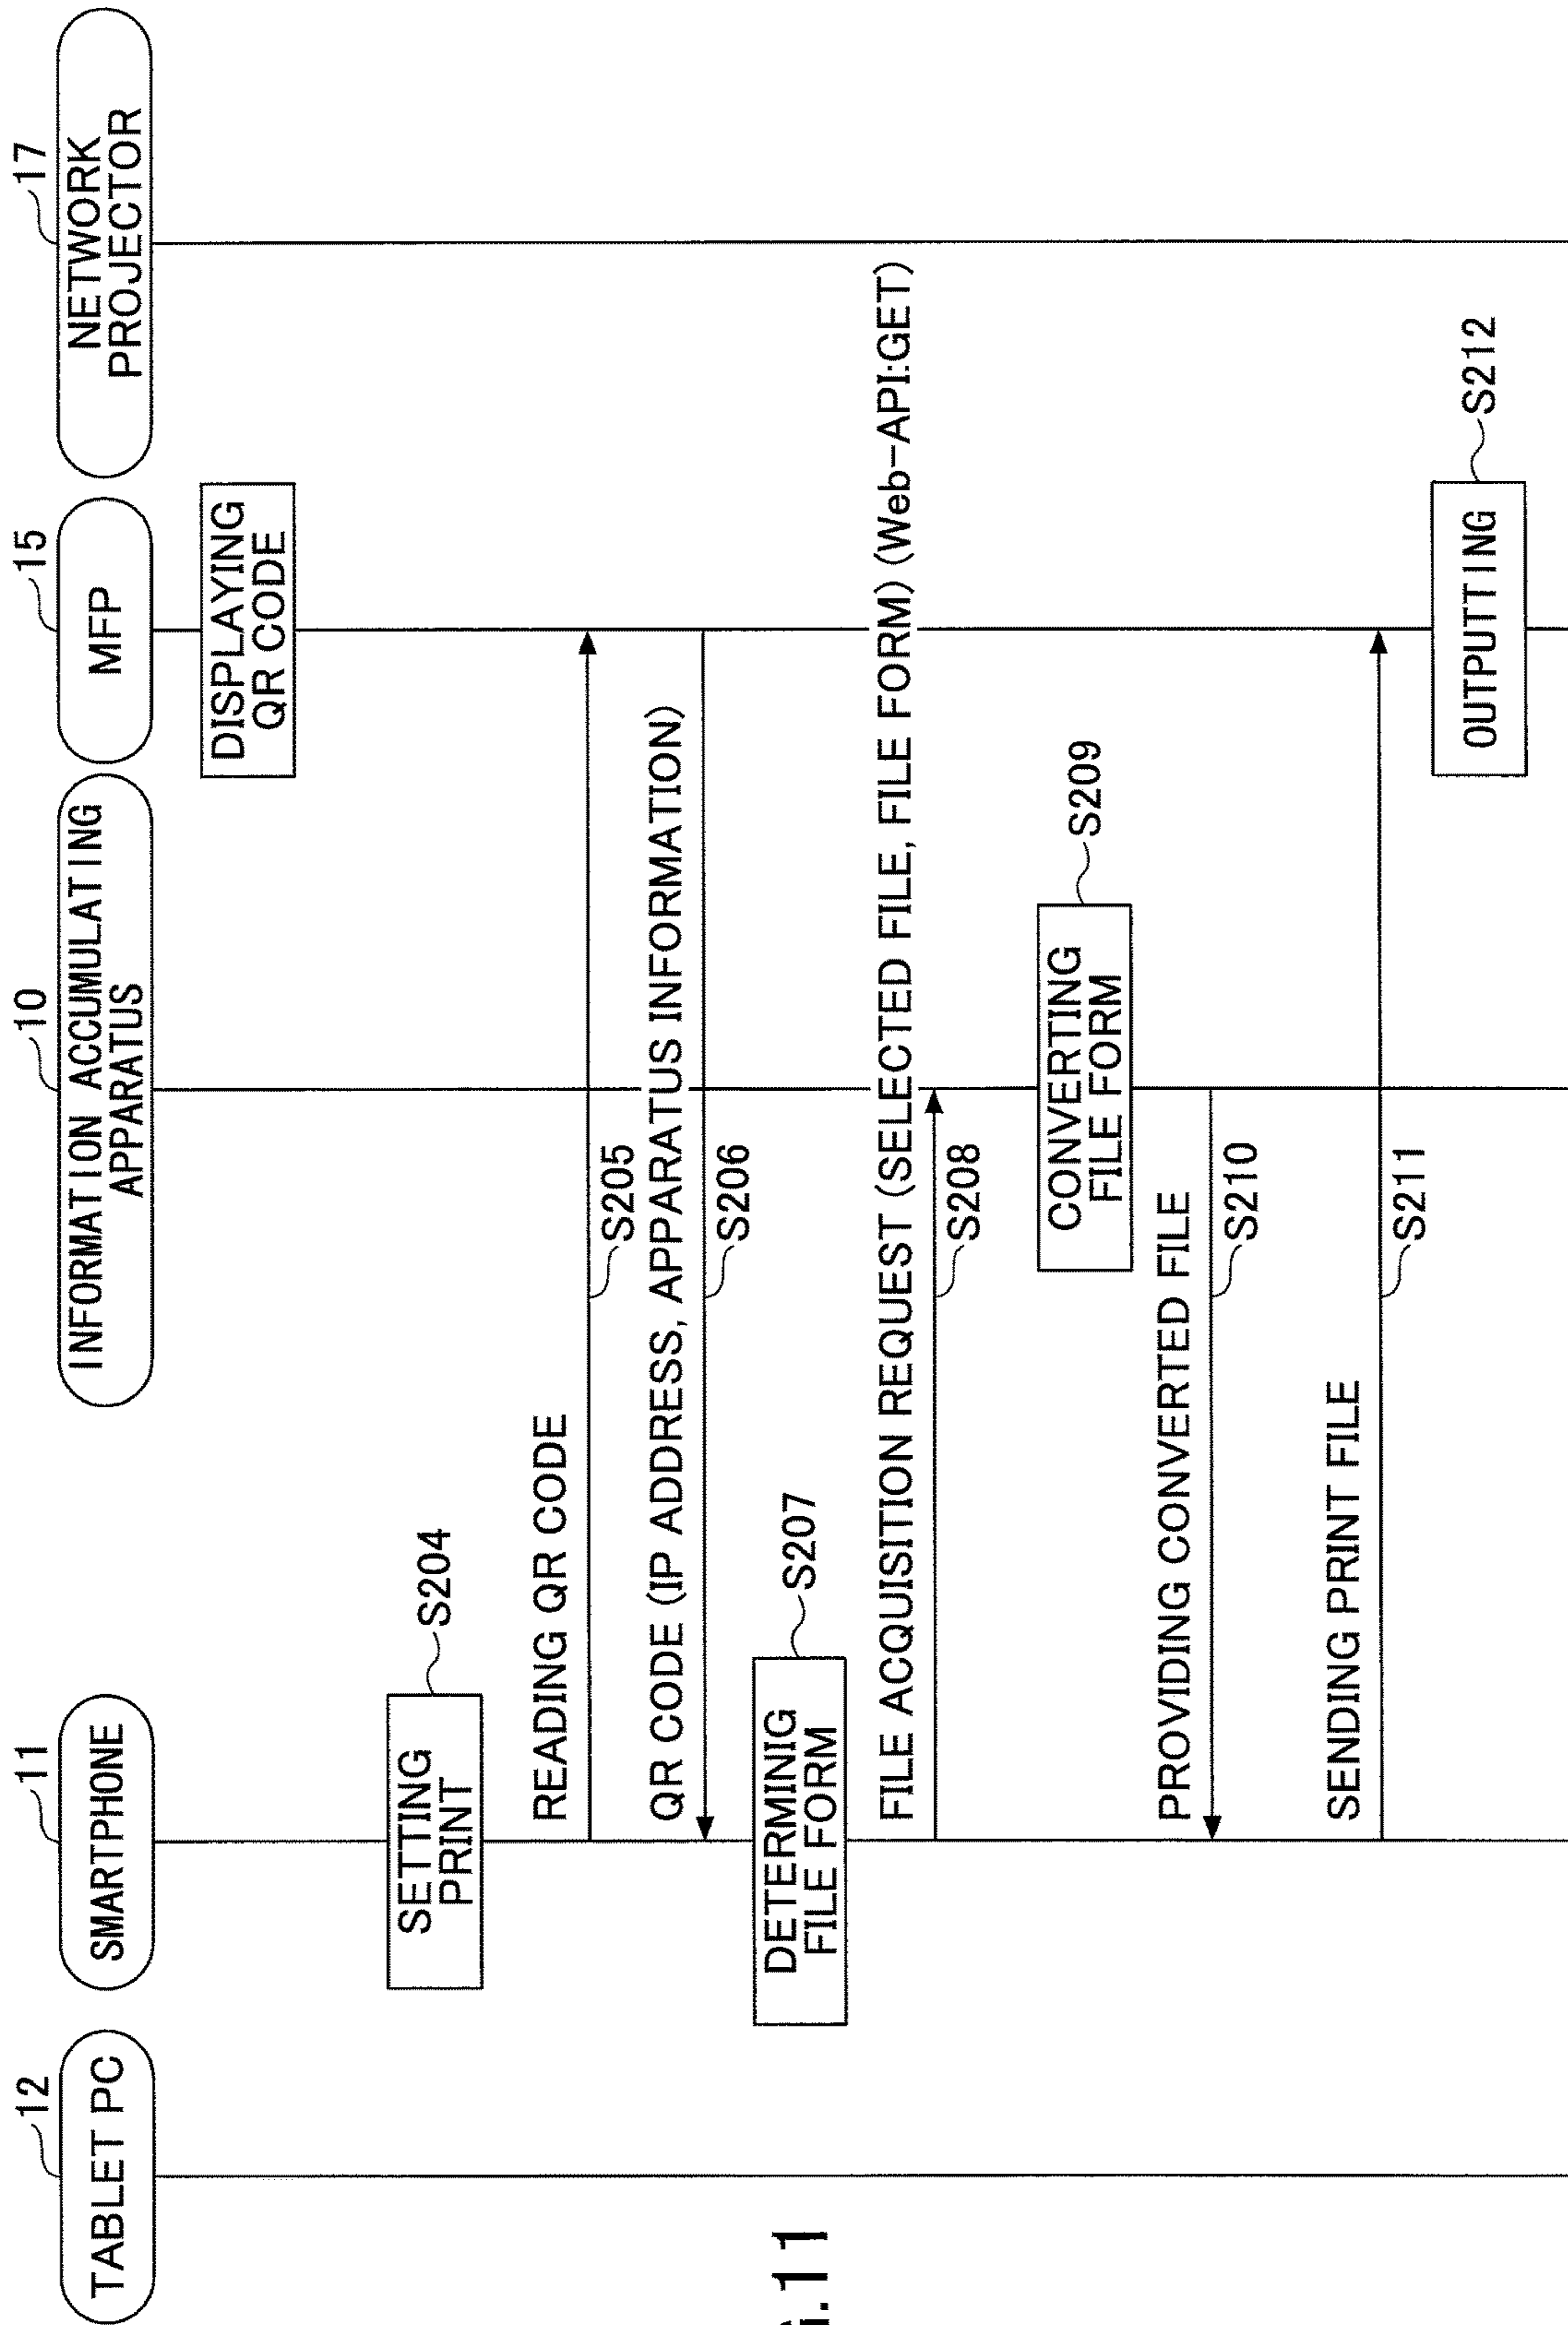 12
TABLET PC
11
SMARTPHONE
10
INFORMATION ACCUMULATING
APPARATUS
15
MFP
17
NETWORK
PROJECTOR
DISPLAYING
QR CODE
SETTING
PRINT
S204
READING QR CODE
S205
QR CODE (IP ADDRESS, APPARATUS INFORMATION)
S206
DETERMINIG
FILE FORM
S207
FILE ACQUISITION REQUEST (SELECTED FILE, FILE FORM) (Web-API:GET)
S208
CONVERTING
FILE FORM
S209
PROVIDING CONVERTED FILE
S210
SENDING PRINT FILE
S211
OUTPUTTING
S212
G.11